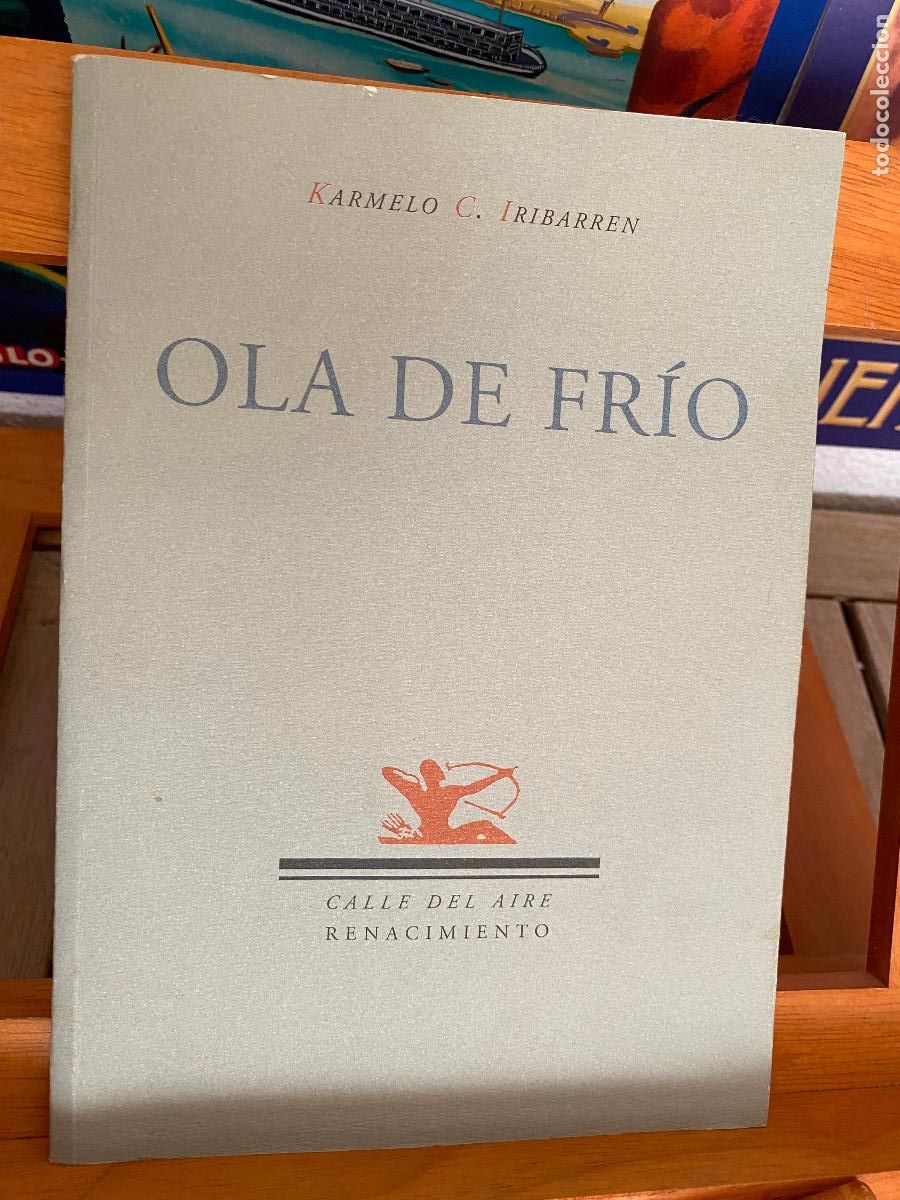 KARMELO C. IRIBARREN
OLA DE FRÍO
CALLE DEL AIRE
RENACIMIENTO
todocoleccion